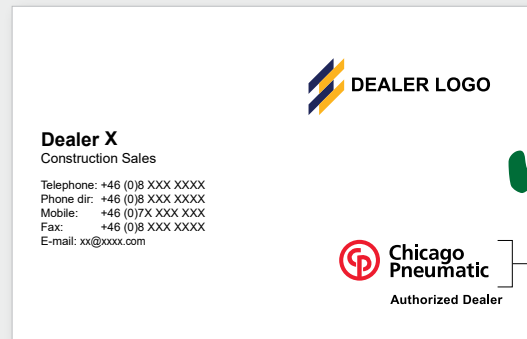 DEALER LOGO
Dealer X
Construction Sales
Telephone: +46 (0)8 XXX XXXX
Phone dir: +46 (0)8 XXX XXXX
Mobile: +46 (0)7X XXX XXX
Fax: +46 (0)8 XXX XXXX
E-mail: xx@xxxx.com
Chicago
Pneumatic
Authorized Dealer